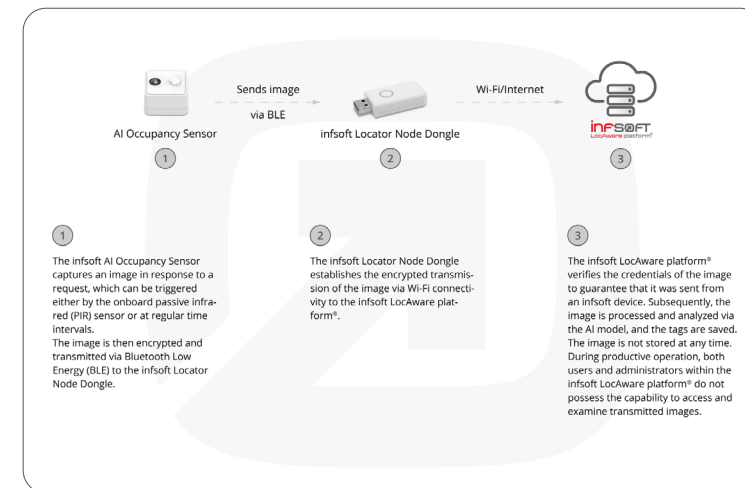 Sends image
via BLE
Wi-Fi/Internet
AI Occupancy Sensor
infsoft Locator Node Dongle
INFSOFT
LocAware platform®
1
2
3
1
The infsoft AI Occupancy Sensor
captures an image in response to a
request, which can be triggered
either by the onboard passive infra-
red (PIR) sensor or at regular time
intervals.
The image is then encrypted and
transmitted via Bluetooth Low
Energy (BLE) to the infsoft Locator
Node Dongle.
2
The infsoft Locator Node Dongle
establishes the encrypted transmis-
sion of the image via Wi-Fi connecti-
vity to the infsoft LocAware plat-
form®.
3
The infsoft LocAware platform®
verifies the credentials of the image
to guarantee that it was sent from
an infsoft device. Subsequently, the
image is processed and analyzed via
the AI model, and the tags are saved.
The image is not stored at any time.
During productive operation, both
users and administrators within the
infsoft LocAware platform® do not
possess the capability to access and
examine transmitted images.